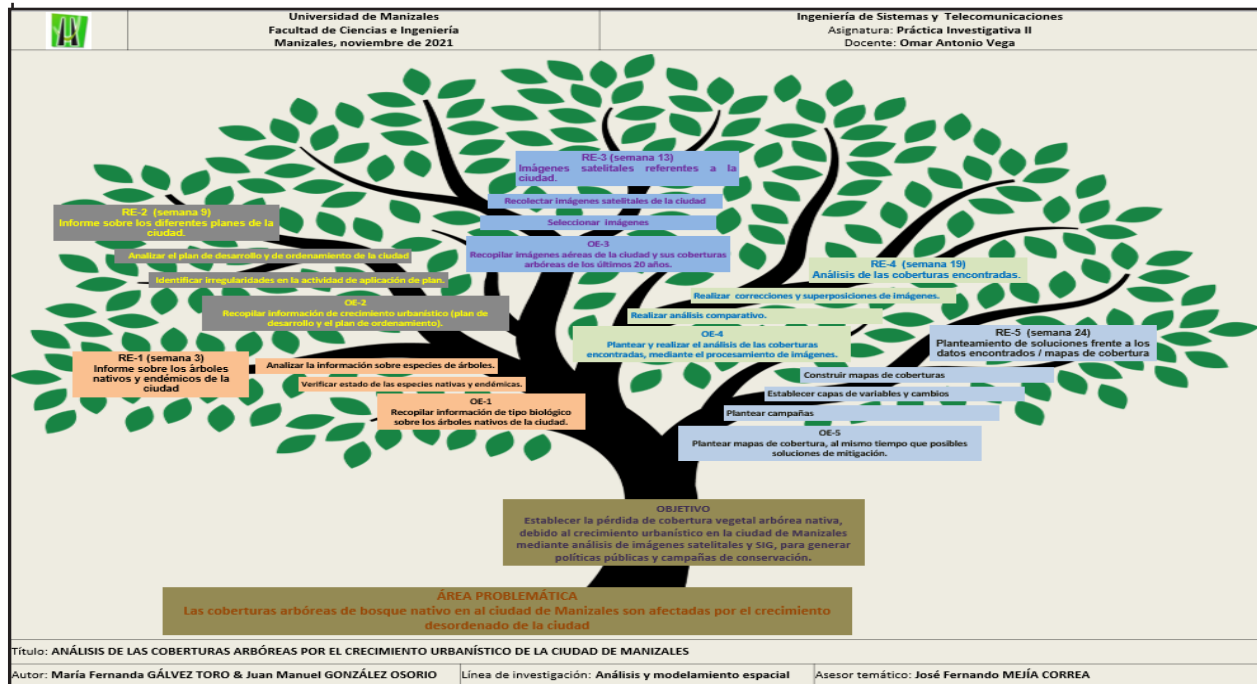 Universidad de Manizales
Facultad de Ciencias e Ingeniería
Manizales, noviembre de 2021
Ingeniería de Sistemas y Telecomunicaciones
Asignatura: Práctica Investigativa II
Docente: Omar Antonio Vega
RE-3 (semana 13)
Imágenes satelitales referentes a la
ciudad.
Recolectar imágenes satelitales de la ciudad
Seleccionar imágenes
OE-3
Recopilar imágenes aéreas de la ciudad y sus coberturas
arbóreas de los últimos 20 años.
RE-2 (semana 9)
Informe sobre los diferentes planes de la
ciudad.
Analizar el plan de desarrollo y de ordenamiento de la ciudad
Identificar irregularidades en la actividad de aplicación de plan.
OE-2
Recopilar información de crecimiento urbanístico (plan de
desarrollo y el plan de ordenamiento).
RE-4 (semana 19)
Análisis de las coberturas encontradas.
Realizar correcciones y superposiciones de imágenes.
Realizar análisis comparativo.
OE-4
Plantear y realizar el análisis de las coberturas
encontradas, mediante el procesamiento de imágenes.
RE-1 (semana 3)
Informe sobre los árboles
nativos y endémicos de la
ciudad
Analizar la información sobre especies de árboles.
Verificar estado de las especies nativas y endémicas.
OE-1
Recopilar información de tipo biológico
sobre los árboles nativos de la ciudad.
RE-5 (semana 24)
Planteamiento de soluciones frente a los
datos encontrados / mapas de cobertura
Construir mapas de coberturas
Establecer capas de variables y cambios
Plantear campañas
OE-5
Plantear mapas de cobertura, al mismo tiempo que posibles
soluciones de mitigación.
OBJETIVO
Establecer la pérdida de cobertura vegetal arbórea nativa,
debido al crecimiento urbanístico en la ciudad de Manizales
mediante análisis de imágenes satelitales y SIG, para generar
políticas públicas y campañas de conservación.
ÁREA PROBLEMÁTICA
Las coberturas arbóreas de bosque nativo en al ciudad de Manizales son afectadas por el crecimiento
desordenado de la ciudad
Título: ANÁLISIS DE LAS COBERTURAS ARBÓREAS POR EL CRECIMIENTO URBANÍSTICO DE LA CIUDAD DE MANIZALES
Autor: María Fernanda GÁLVEZ TORO & Juan Manuel GONZÁLEZ OSORIO
Línea de investigación: Análisis y modelamiento espacial
Asesor temático: José Fernando MEJÍA CORREA